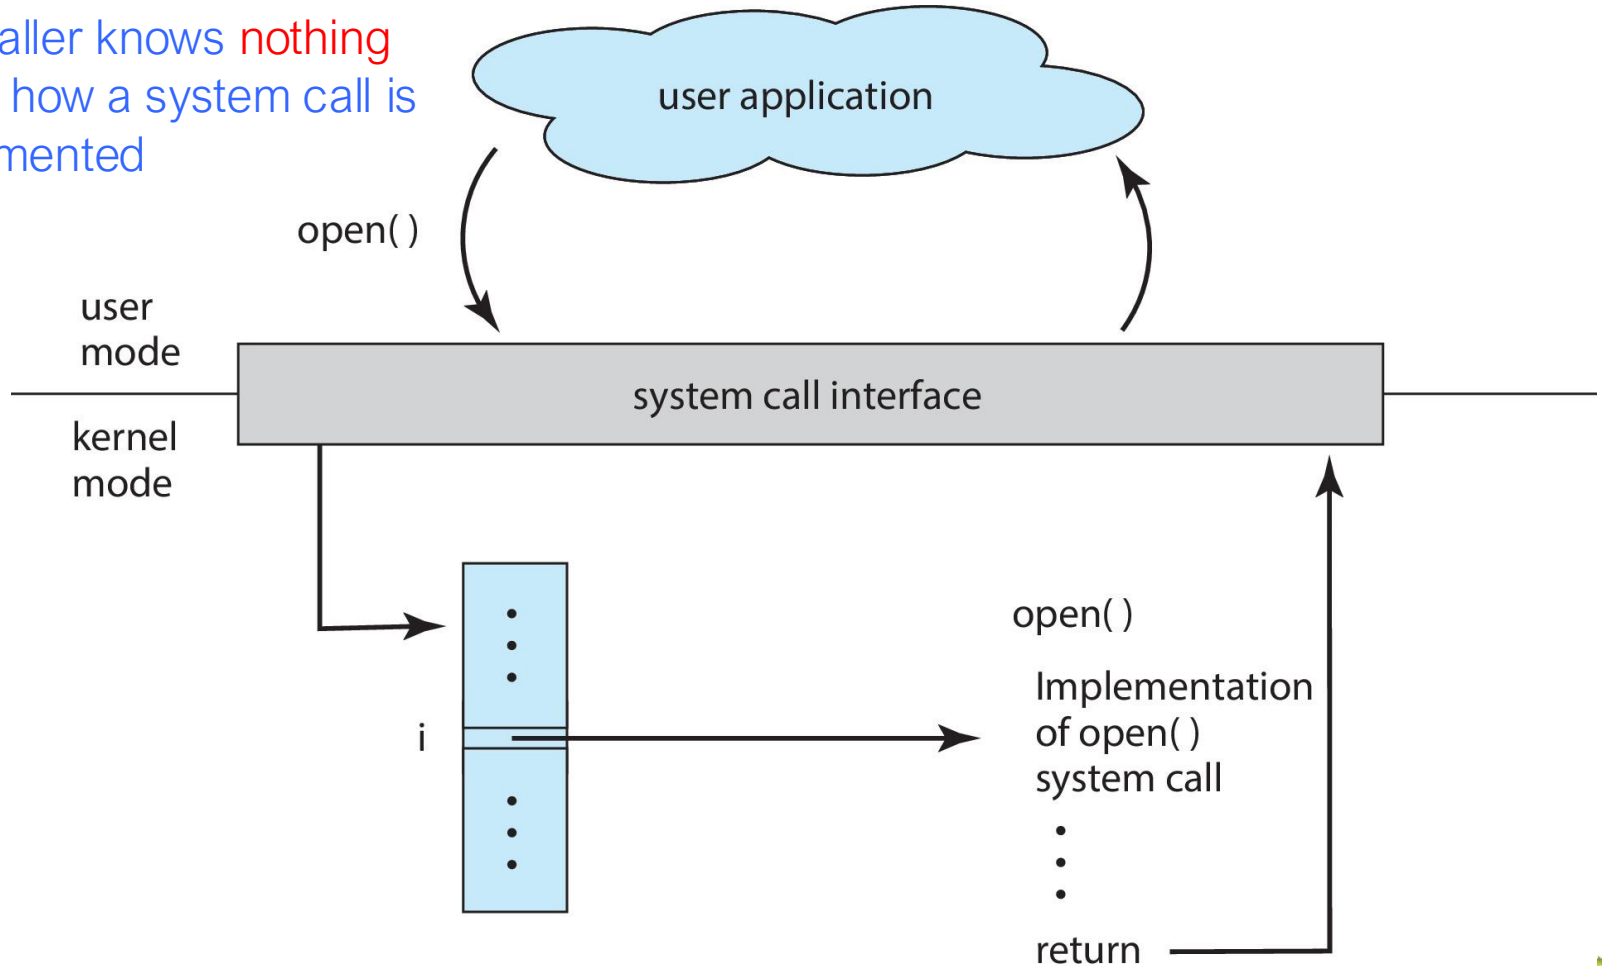 aller knows nothing
how a system call is
mented
user application
open( )
user
mode
system call interface
kernel
mode
open( )
Implementation
of open( )
system call
i
return